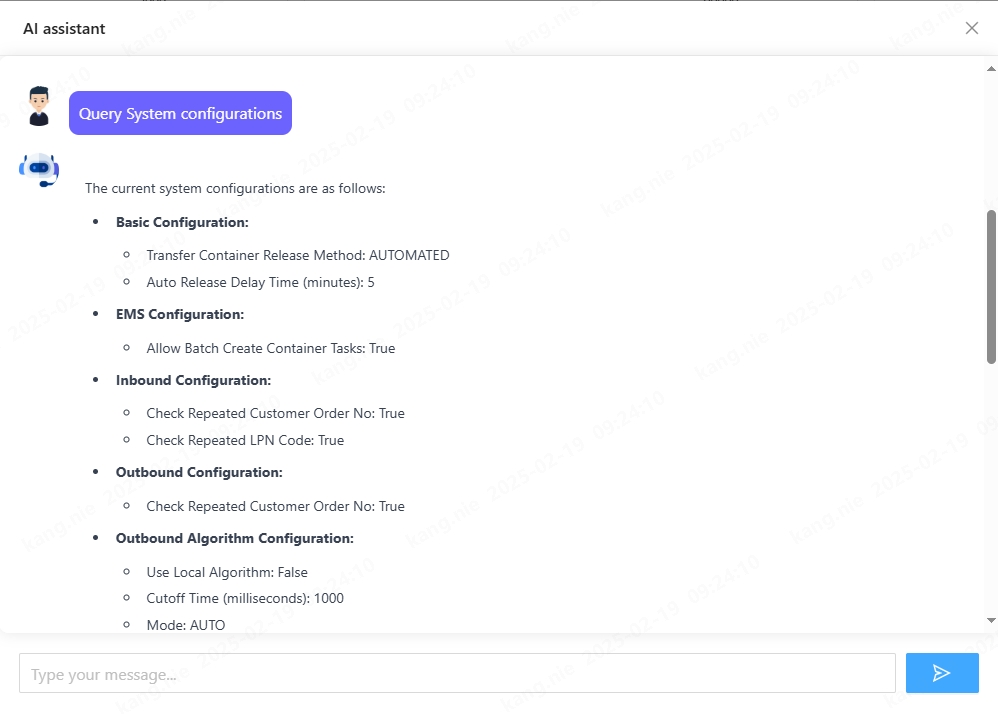 AI assistant
Query System configurations
The current system configurations are as follows:
Basic Configuration:
Transfer Container Release Method: AUTOMATED
Auto Release Delay Time (minutes): 5
EMS Configuration:
Allow Batch Create Container Tasks: True
Inbound Configuration:
Check Repeated Customer Order No: True
Check Repeated LPN Code: True
Outbound Configuration:
Check Repeated Customer Order No: True
Outbound Algorithm Configuration:
Use Local Algorithm: False
Cutoff Time (milliseconds): 1000
Mode: AUTO
Type your message...
kang.nie 2025-02-19 09:24:10